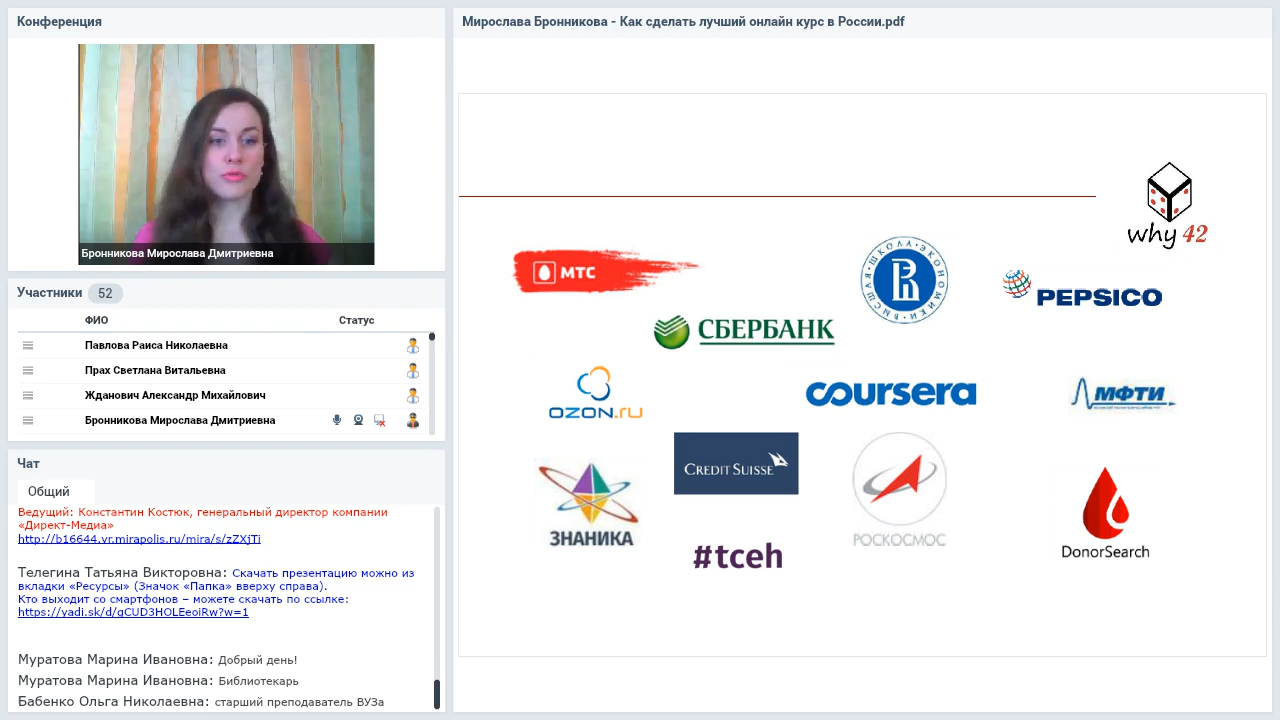 Конференция
Бронникова Мирослава Дмитриевна
Участники 52
ФИО Статус
Павлова Раиса Николаевна
Прах Светлана Витальевна
Жданович Александр Михайлович
Бронникова Мирослава Дмитриевна
Чат
Общий
Ведущий: Константин Костюк, генеральный директор компании
«Директ-Медиа»
http://b16644.vr.mirapolis.ru/mira/s/zZXjTi
Телегина Татьяна Викторовна: Скачать презентацию можно из
вкладки «Ресурсы» (Значок «Папка» вверху справа).
Кто выходит со смартфонов – можете скачать по ссылке:
https://yadi.sk/d/gCUD3HOLEeoiRw?w=1
Муратова Марина Ивановна: Добрый день!
Муратова Марина Ивановна: Библиотекарь
Бабенко Ольга Николаевна: старший преподаватель ВУЗа
Мирослава Бронникова - Как сделать лучший онлайн курс в России.pdf
why 42
МТС
ВЫСШАЯ ШКОЛА ЭКОНОМИКИ
PEPSICO
СБЕРБАНК
OZON.RU
coursera
МФТИ
CREDIT SUISSE
ЗНАНИКА
РОСКОСМОС
#tceh
DonorSearch